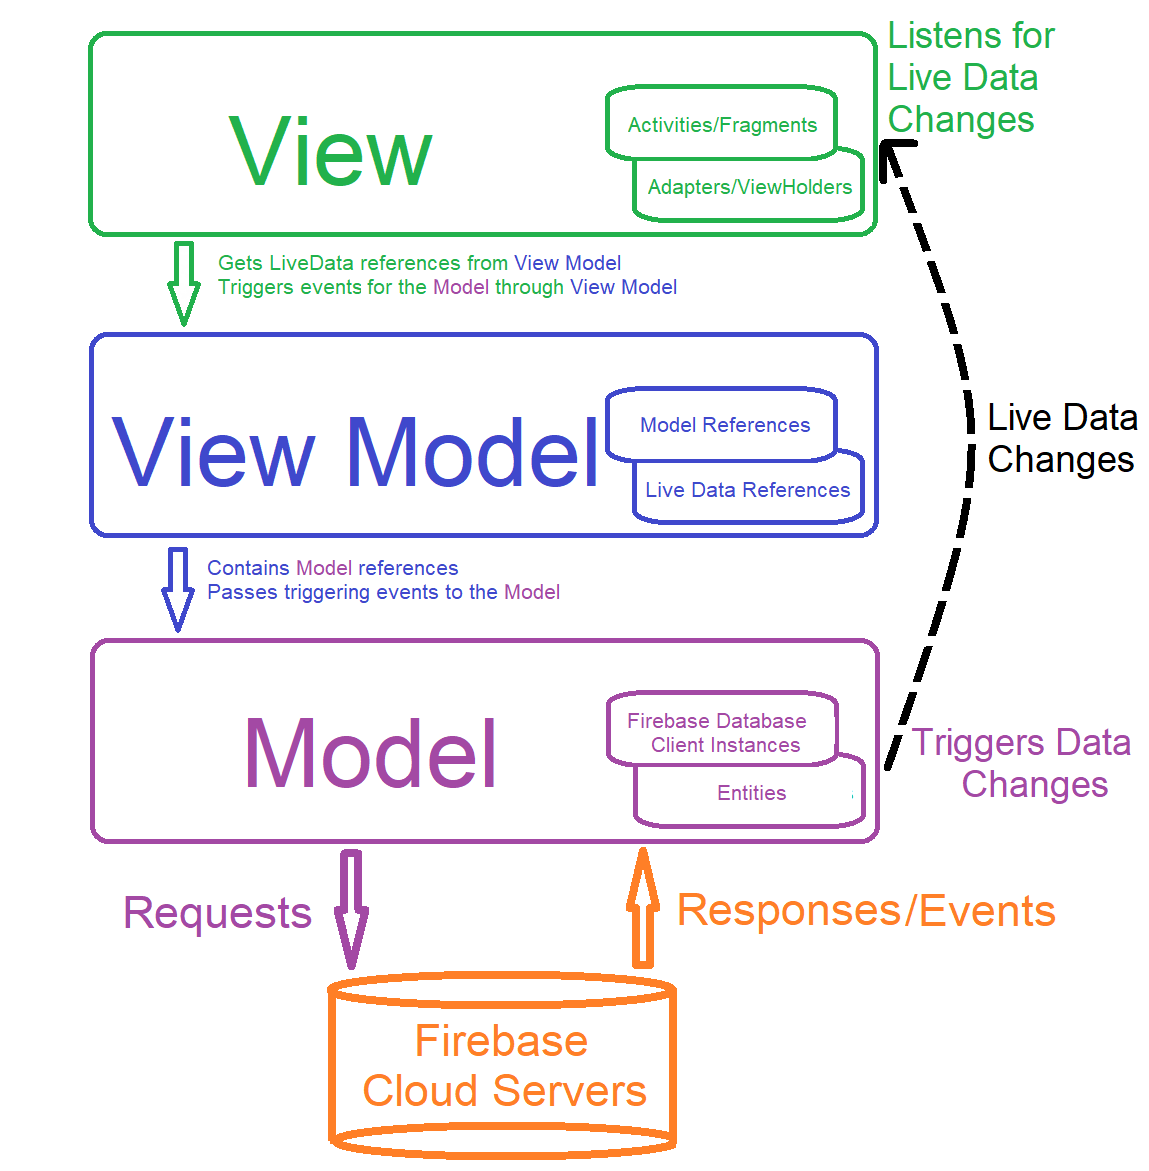 Listens for
Live Data
Changes
View
Activities/Fragments
Adapters/ViewHolders
Gets LiveData references from View Model
Triggers events for the Model through View Model
View Model
Model References
Live Data References
Live Data
Changes
Contains Model references
Passes triggering events to the Model
Model
Firebase Database
Client Instances
Entities
Triggers Data
Changes
Requests
Responses/Events
Firebase
Cloud Servers